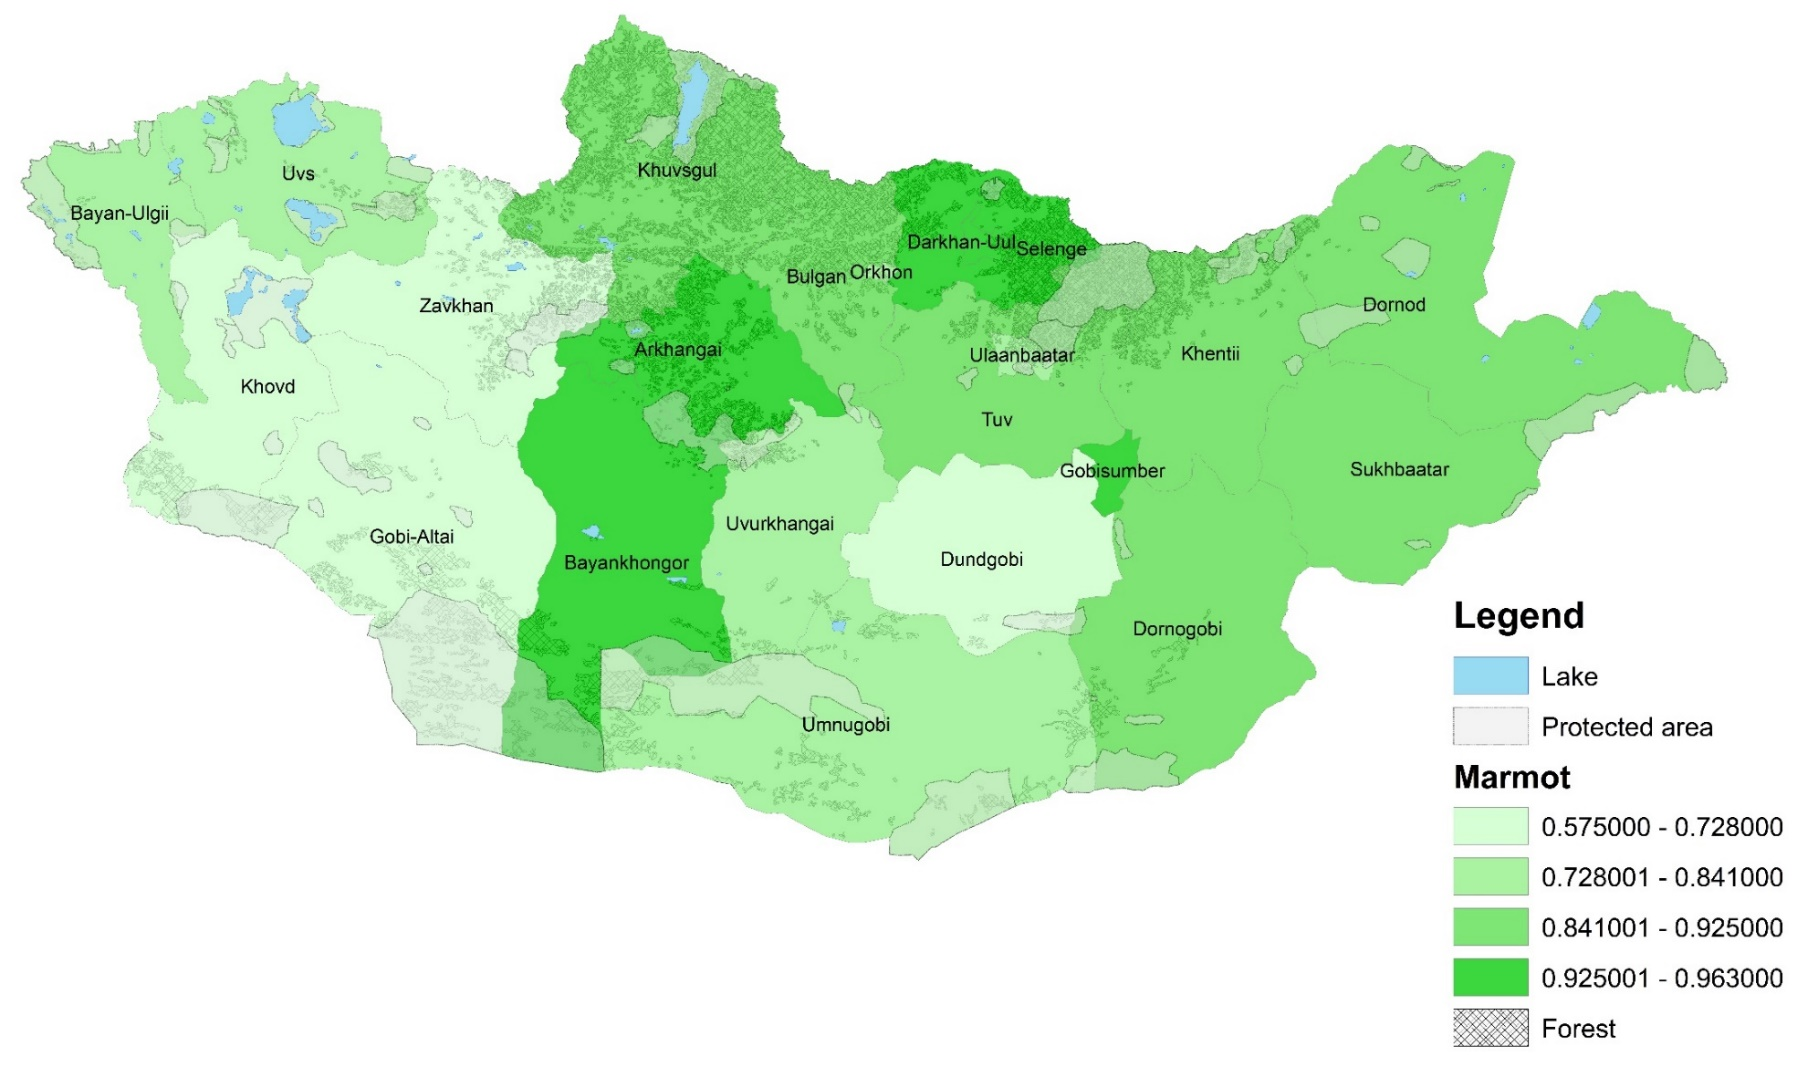 Khuvsgul
Uvs
Bayan-Ulgii
Darkhan-Uul
Selenge
Bulgan
Orkhon
Zavkhan
Dornod
Arkhangai
Ulaanbaatar
Khentii
Khovd
Tuv
Gobisumber
Sukhbaatar
Uvurkhangai
Gobi-Altai
Bayankhongor
Dundgobi
Dornogobi
Umnugobi
Legend
Lake
Protected area
Marmot
0.575000 - 0.728000
0.728001 - 0.841000
0.841001 - 0.925000
0.925001 - 0.963000
Forest